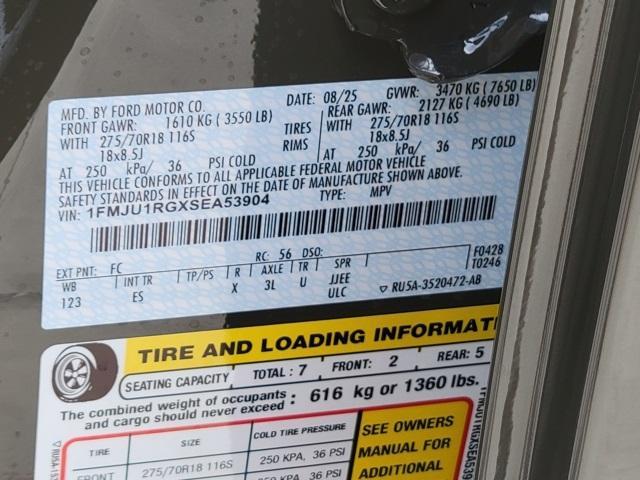 MFD. BY FORD MOTOR CO.
DATE: 08/25 GVWR: 3470 KG ( 7650 LB)
FRONT GAWR: 1610 KG ( 3550 LB) REAR GAWR: 2127 KG ( 4690 LB)
WITH 275/70R18 116S TIRES WITH 275/70R18 116S
18x8.5J RIMS 18x8.5J
AT 250 kPa/ 36 PSI COLD AT 250 kPa/ 36 PSI COLD
THIS VEHICLE CONFORMS TO ALL APPLICABLE FEDERAL MOTOR VEHICLE
SAFETY STANDARDS IN EFFECT ON THE DATE OF MANUFACTURE SHOWN ABOVE.
VIN: 1FMJU1RGXSEA53904 TYPE: MPV
EXT PNT: FC RC: 56 DSO: F0428
WB INT TR TP/PS R AXLE TR SPR T0246
123 ES X 3L U JJEE
ULC ▽ RU5A-3520472-AB
TIRE AND LOADING INFORMAT
SEATING CAPACITY TOTAL : 7 FRONT: 2 REAR: 5
The combined weight of occupants
and cargo should never exceed : 616 kg or 1360 lbs.
TIRE SIZE COLD TIRE PRESSURE
FRONT 275/70R18 116S 250 KPA, 36 PSI
SEE OWNERS
MANUAL FOR
ADDITIONAL